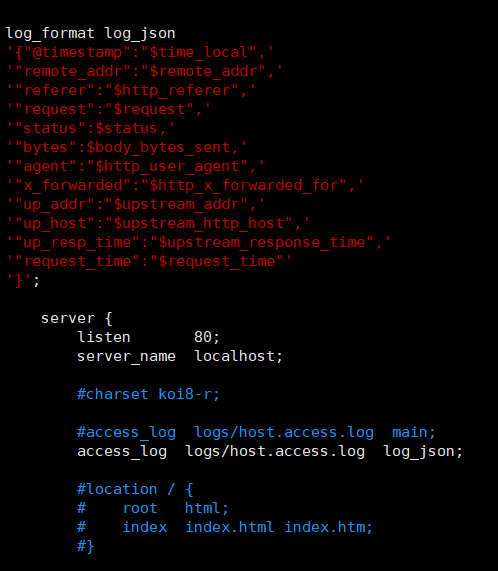 log_format log_json
'{"@timestamp":"$time_local",'
'"remote_addr":"$remote_addr",'
'"referer":"$http_referer",'
'"request":"$request",'
'"status":$status,'
'"bytes":$body_bytes_sent,'
'"agent":"$http_user_agent",'
'"x_forwarded":"$http_x_forwarded_for",'
'"up_addr":"$upstream_addr",'
'"up_host":"$upstream_http_host",'
'"up_resp_time":"$upstream_response_time",'
'"request_time":"$request_time"'
'}';
    server {
        listen       80;
        server_name  localhost;
        #charset koi8-r;
        #access_log  logs/host.access.log  main;
        access_log  logs/host.access.log  log_json;
        #location / {
        #    root   html;
        #    index  index.html index.htm;
        #}